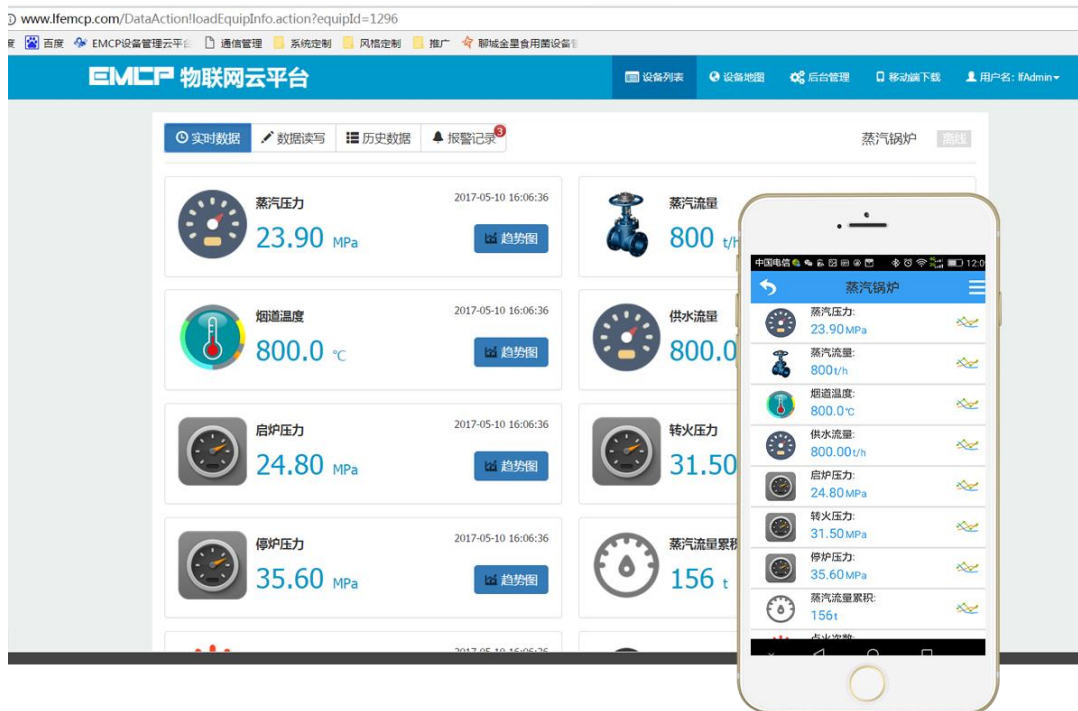 www.lfemcp.com/DataAction!loadEquipInfo.action?equipId=1296
百度 EMCP设备管理云平台 通信管理 系统定制 风格定制 推广 聊城金星食用菌设备管
EMCP 物联网云平台 设备列表 设备地图 后台管理 移动端下载 用户名: lfAdmin
实时数据 数据读写 历史数据 报警记录 3 蒸汽锅炉 离线
蒸汽压力 2017-05-10 16:06:36
23.90 MPa 趋势图
蒸汽流量
800 t/h
烟道温度 2017-05-10 16:06:36
800.0 ℃ 趋势图
供水流量
800.0
启炉压力 2017-05-10 16:06:36
24.80 MPa 趋势图
转火压力
31.50
停炉压力 2017-05-10 16:06:36
35.60 MPa 趋势图
蒸汽流量累积
156 t
2017-05-10 16:06:36
中国电信 12:0
蒸汽锅炉
蒸汽压力:
23.90MPa
蒸汽流量:
800t/h
烟道温度:
800.0℃
供水流量:
800.00t/h
启炉压力:
24.80MPa
转火压力:
31.50MPa
停炉压力:
35.60MPa
蒸汽流量累积:
156t
点火次数: